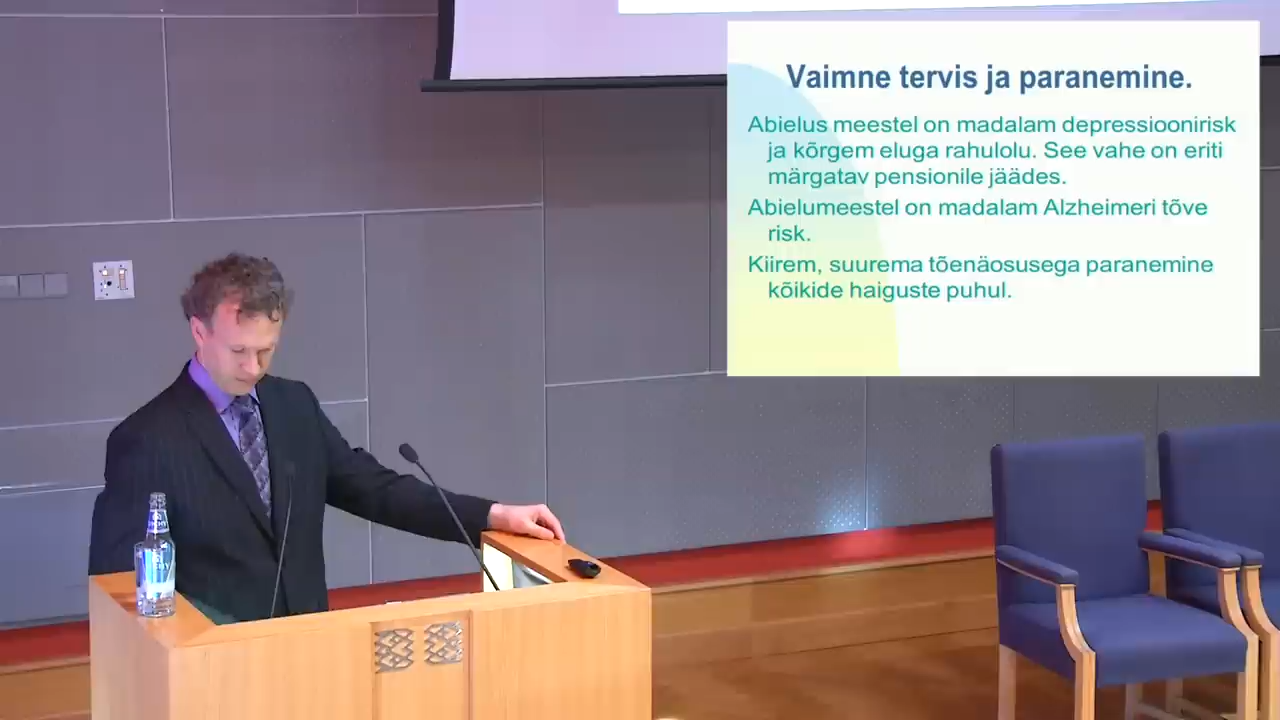 Vaimne tervis ja paranemine.
Abielus meestel on madalam depressioonirisk
ja kõrgem eluga rahulolu. See vahe on eriti
märgatav pensionile jäädes.
Abielumeestel on madalam Alzheimeri tõve
risk.
Kiirem, suurema tõenäosusega paranemine
kõikide haiguste puhul.